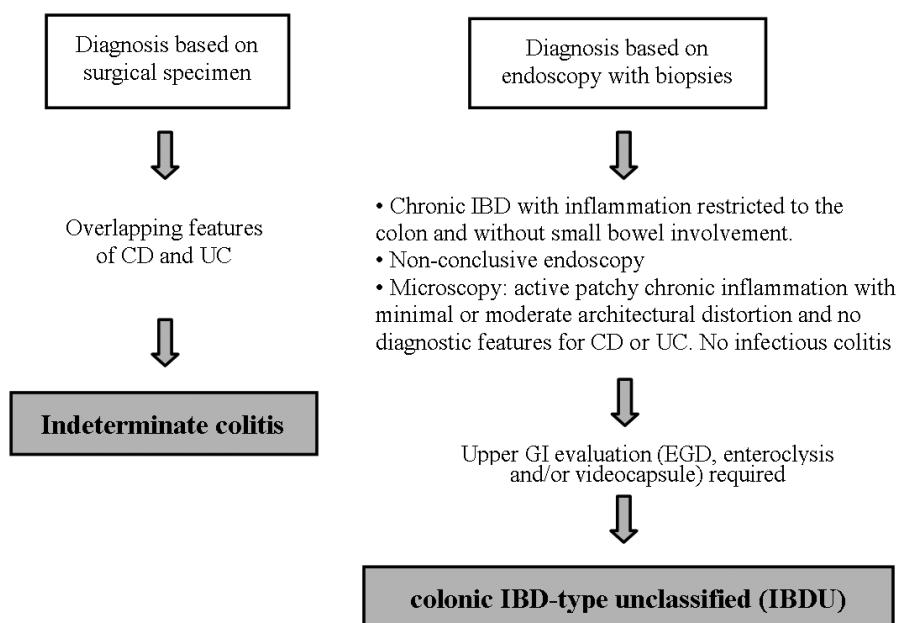 Diagnosis based on
surgical specimen
Overlapping features
of CD and UC
Indeterminate colitis
Diagnosis based on
endoscopy with biopsies
• Chronic IBD with inflammation restricted to the
colon and without small bowel involvement.
• Non-conclusive endoscopy
• Microscopy: active patchy chronic inflammation with
minimal or moderate architectural distortion and no
diagnostic features for CD or UC. No infectious colitis
Upper GI evaluation (EGD, enteroclysis
and/or videocapsule) required
colonic IBD-type unclassified (IBDU)